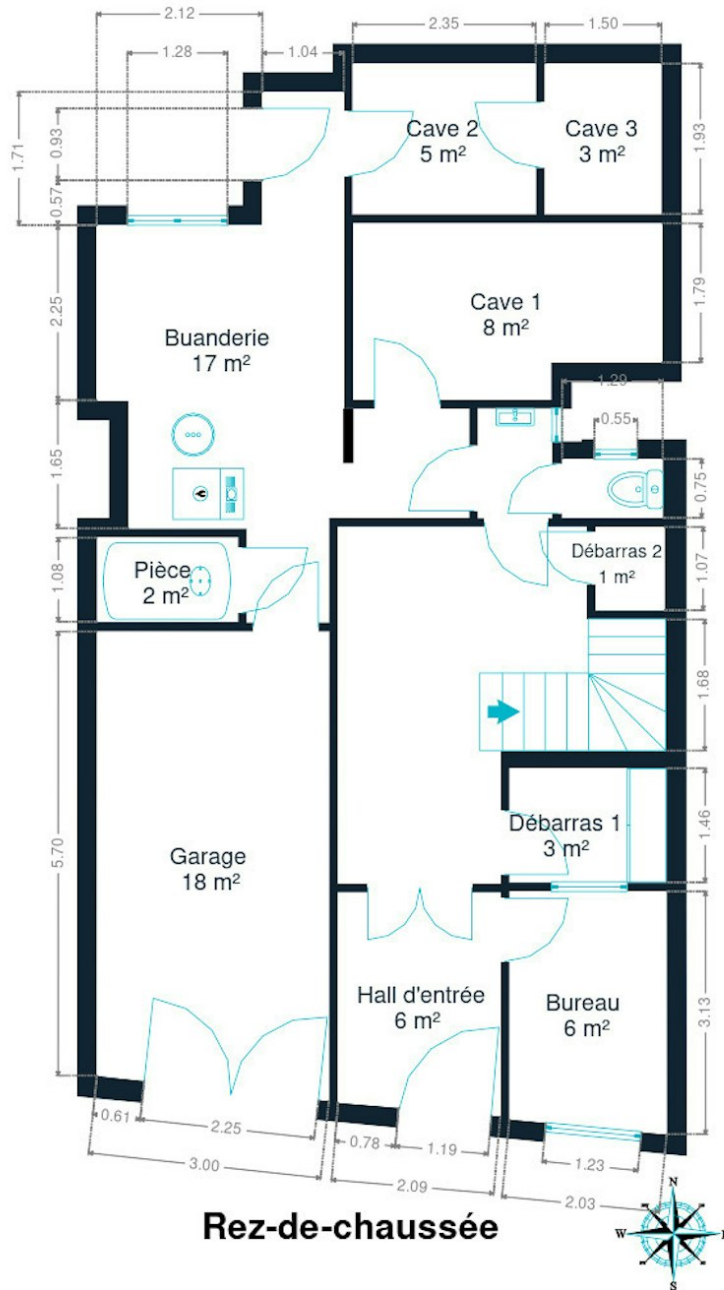 2.12
2.35
1.50
1.28
1.04
0.93
1.71
Cave 2
5 m²
Cave 3
3 m²
1.93
0.57
2.25
1.79
Cave 1
8 m²
Buanderie
17 m²
1.29
0.55
1.65
0.75
Débarras 2
1 m²
1.07
Pièce
2 m²
1.08
1.68
Débarras 1
3 m²
1.46
5.70
Garage
18 m²
Hall d'entrée
6 m²
Bureau
6 m²
3.13
0.61
2.25
0.78
1.19
1.23
3.00
2.09
2.03
Rez-de-chaussée
N
W
S